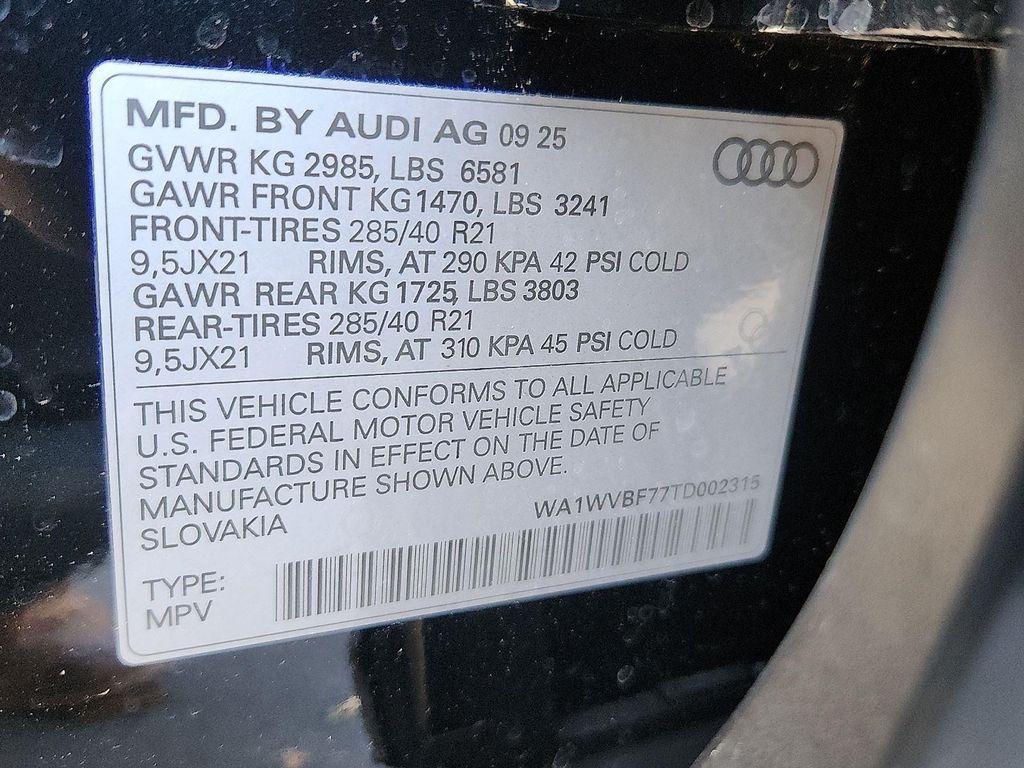 MFD. BY AUDI AG 09 25
GVWR KG 2985, LBS 6581
GAWR FRONT KG1470, LBS 3241
FRONT-TIRES 285/40 R21
9,5JX21 RIMS, AT 290 KPA 42 PSI COLD
GAWR REAR KG 1725, LBS 3803
REAR-TIRES 285/40 R21
9,5JX21 RIMS, AT 310 KPA 45 PSI COLD
THIS VEHICLE CONFORMS TO ALL APPLICABLE
U.S. FEDERAL MOTOR VEHICLE SAFETY
STANDARDS IN EFFECT ON THE DATE OF
MANUFACTURE SHOWN ABOVE.
SLOVAKIA WA1WVBF77TD002315
TYPE:
MPV